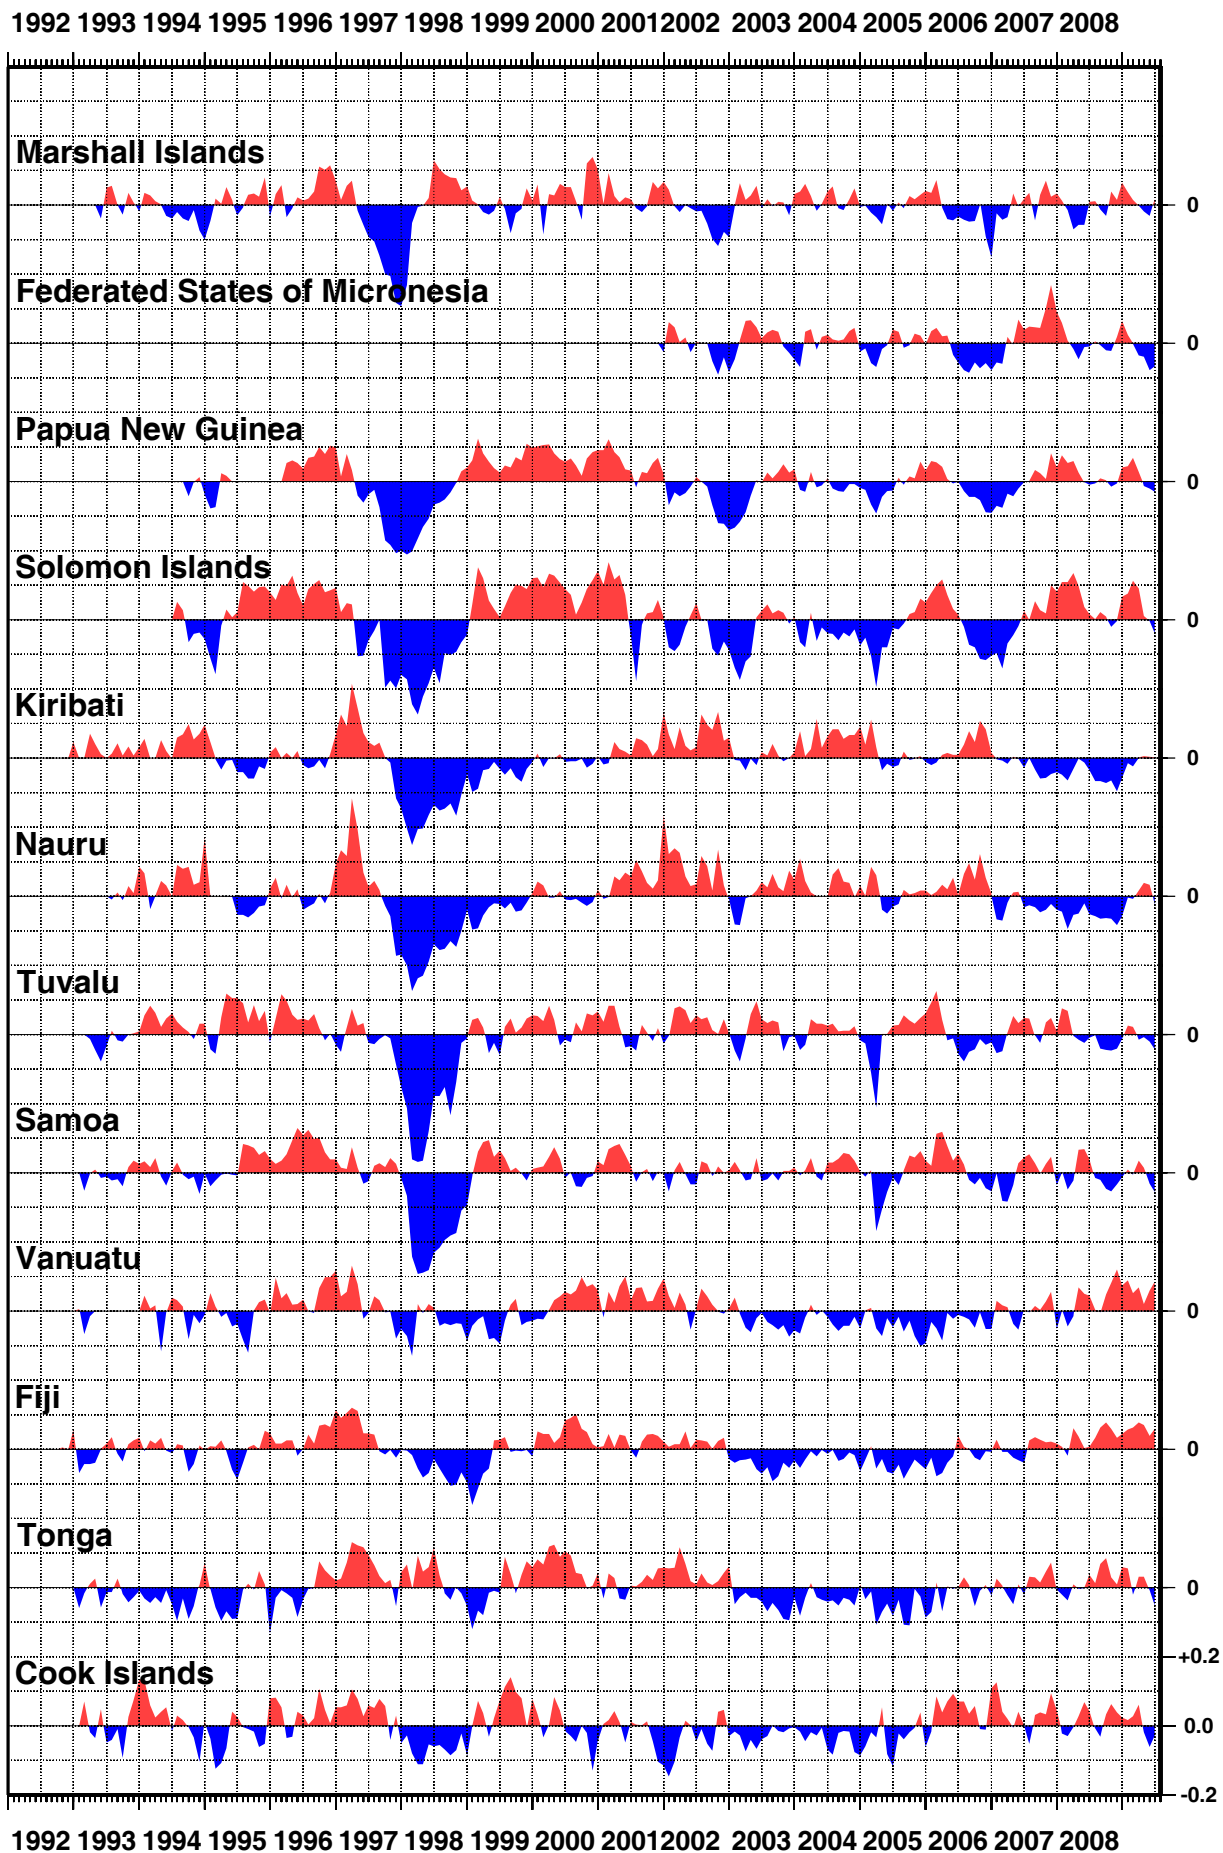 1992 1993 1994 1995 1996 1997 1998 1999 2000 20012002 2003 2004 2005 2006 2007 2008
Marshall Islands
0
Federated States of Micronesia
0
Papua New Guinea
0
Solomon Islands
0
Kiribati
0
Nauru
0
Tuvalu
0
Samoa
0
Vanuatu
0
Fiji
0
Tonga
0
+0.2
Cook Islands
0.0
-0.2
1992 1993 1994 1995 1996 1997 1998 1999 2000 20012002 2003 2004 2005 2006 2007 2008